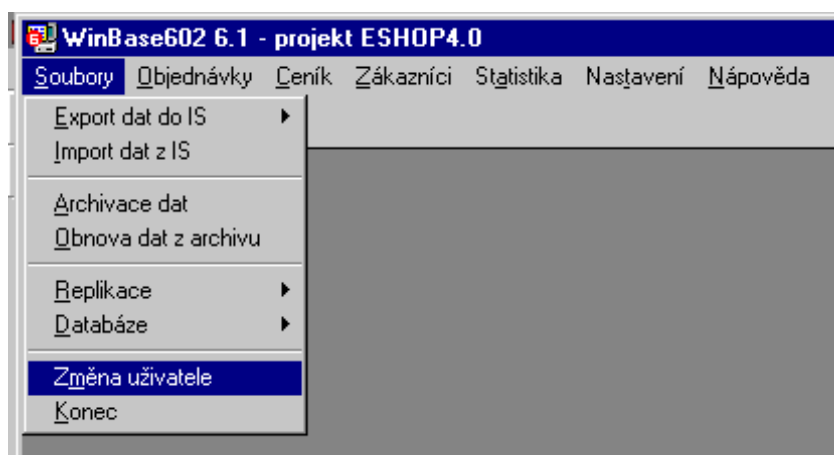 WinBase602 6.1 - projekt ESHOP4.0
Soubory Objednávky Ceník Zákazníci Statistika Nastavení Nápověda
Export dat do IS
Import dat z IS
Archivace dat
Obnova dat z archivu
Replikace
Databáze
Změna uživatele
Konec